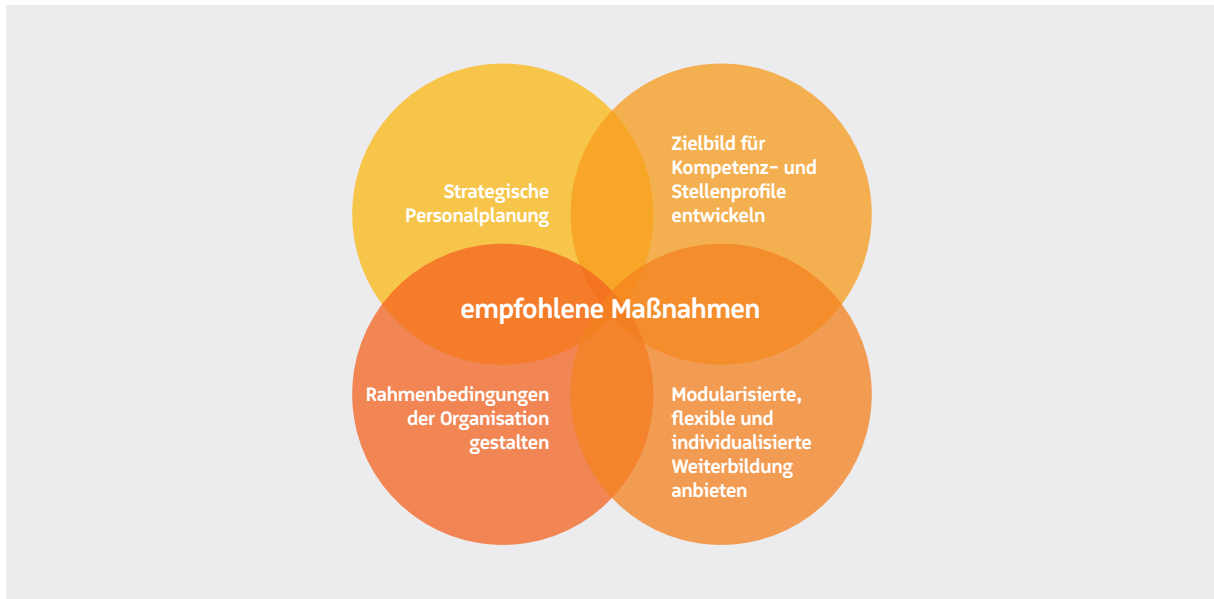 Strategische
Personalplanung
Zielbild für
Kompetenz- und
Stellenprofile
entwickeln
empfohlene Maßnahmen
Rahmenbedingungen
der Organisation
gestalten
Modularisierte,
flexible und
individualisierte
Weiterbildung
anbieten